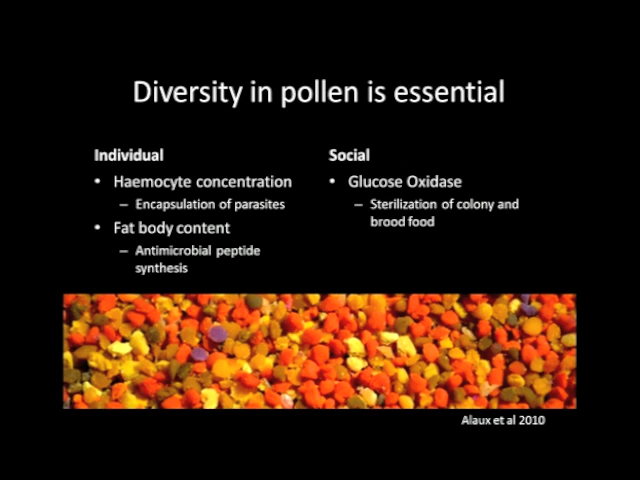 Diversity in pollen is essential
Individual
• Haemocyte concentration
– Encapsulation of parasites
• Fat body content
– Antimicrobial peptide
synthesis
Social
• Glucose Oxidase
– Sterilization of colony and
brood food
Alaux et al 2010